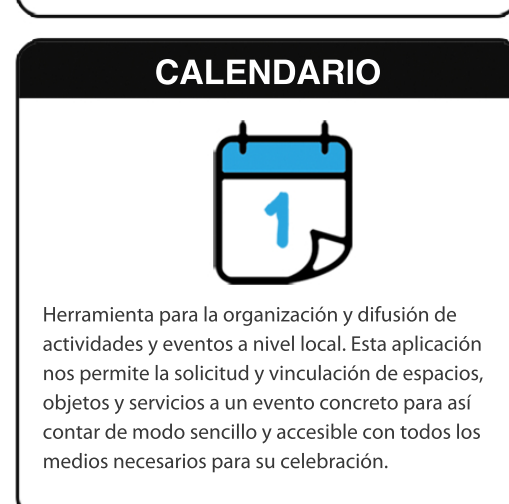 CALENDARIO
1
Herramienta para la organización y difusión de
actividades y eventos a nivel local. Esta aplicación
nos permite la solicitud y vinculación de espacios,
objetos y servicios a un evento concreto para así
contar de modo sencillo y accesible con todos los
medios necesarios para su celebración.